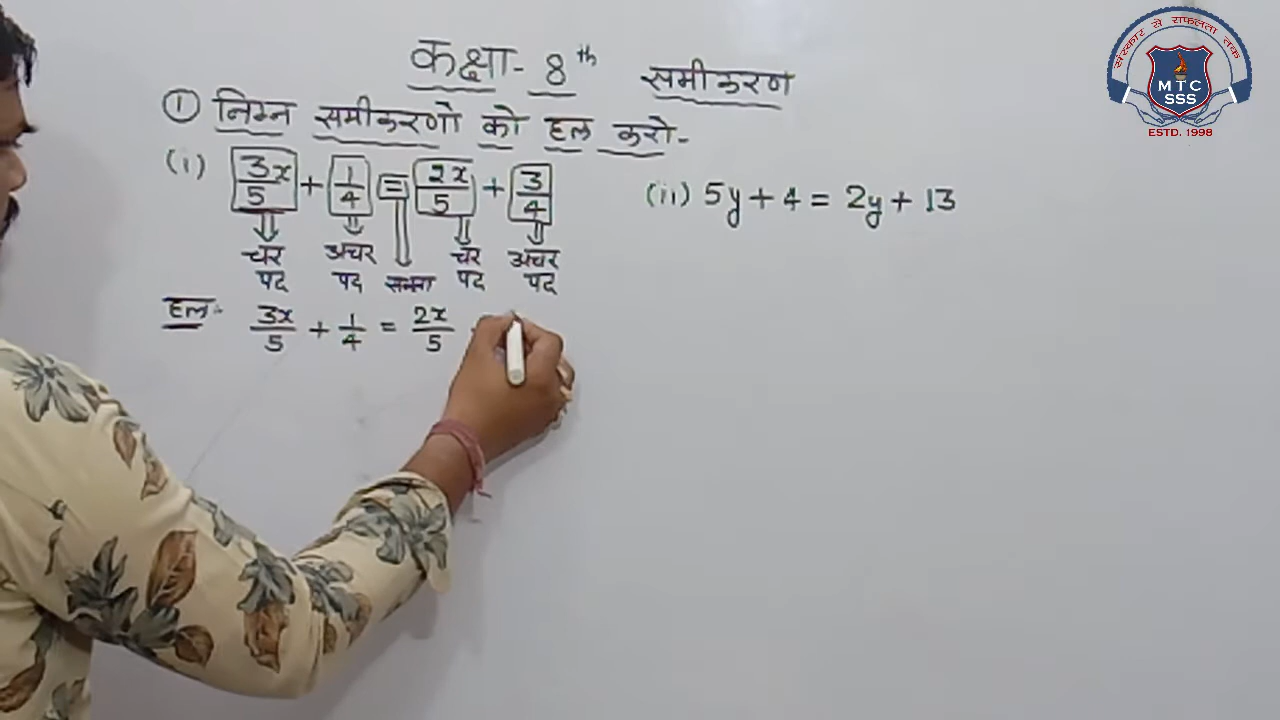 कक्षा - 8th समीकरण
① निम्न समीकरणो को हल करो-
(i) 3x/5 + 1/4 = 2x/5 + 3/4
(ii) 5y + 4 = 2y + 13
चर पद अचर पद चर पद अचर पद
हल:- 3x/5 + 1/4 = 2x/5
संस्कार से सफलता तक
MTC
SSS
ESTD. 1998